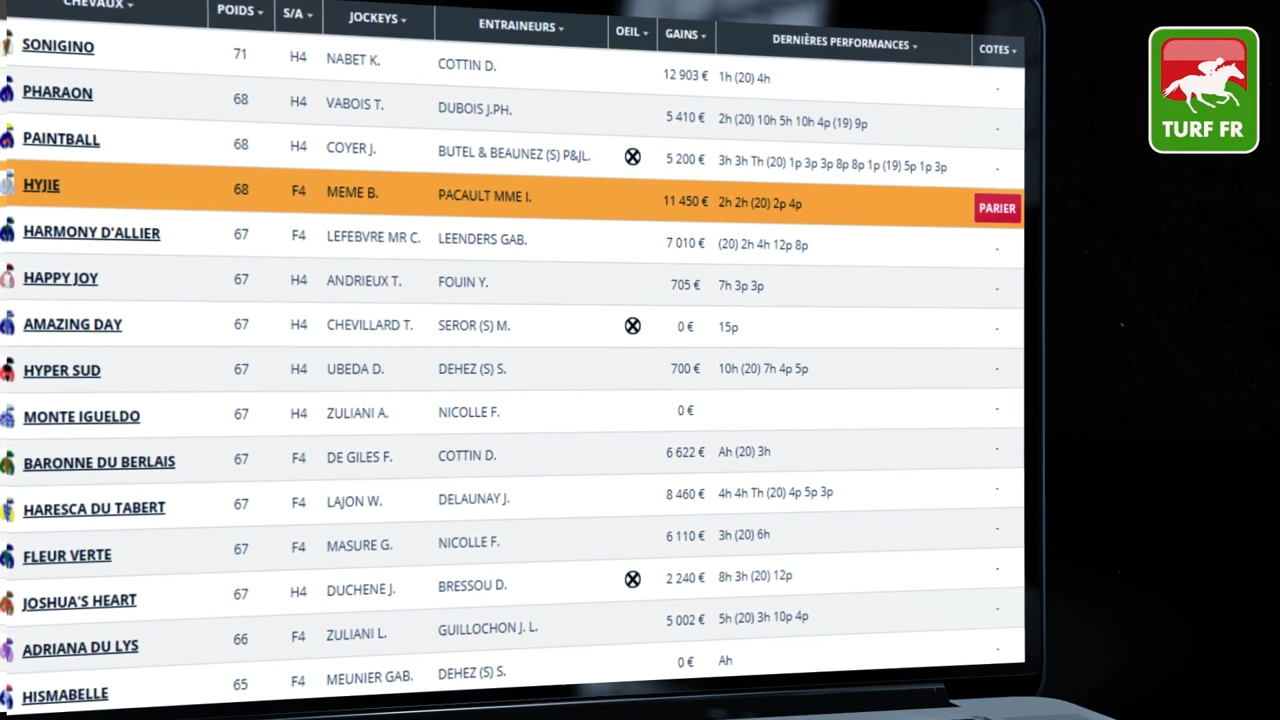 CHEVAUX POIDS S/A JOCKEYS ENTRAINEURS OEIL GAINS DERNIÈRES PERFORMANCES COTES
SONIGINO 71 H4 NABET K. COTTIN D. 12 903 € 1h (20) 4h -
PHARAON 68 H4 VABOIS T. DUBOIS J.PH. 5 410 € 2h (20) 10h 5h 10h 4p (19) 9p -
PAINTBALL 68 H4 COYER J. BUTEL & BEAUNEZ (S) P&JL. 5 200 € 3h 3h Th (20) 1p 3p 3p 8p 8p 1p (19) 5p 1p 3p -
HYJIE 68 F4 MEME B. PACAULT MME I. 11 450 € 2h 2h (20) 2p 4p PARIER
HARMONY D'ALLIER 67 F4 LEFEBVRE MR C. LEENDERS GAB. 7 010 € (20) 2h 4h 12p 8p -
HAPPY JOY 67 H4 ANDRIEUX T. FOUIN Y. 705 € 7h 3p 3p -
AMAZING DAY 67 H4 CHEVILLARD T. SEROR (S) M. 0 € 15p -
HYPER SUD 67 H4 UBEDA D. DEHEZ (S) S. 700 € 10h (20) 7h 4p 5p -
MONTE IGUELDO 67 H4 ZULIANI A. NICOLLE F. 0 € -
BARONNE DU BERLAIS 67 F4 DE GILES F. COTTIN D. 6 622 € Ah (20) 3h -
HARESCA DU TABERT 67 F4 LAJON W. DELAUNAY J. 8 460 € 4h 4h Th (20) 4p 5p 3p -
FLEUR VERTE 67 F4 MASURE G. NICOLLE F. 6 110 € 3h (20) 6h -
JOSHUA'S HEART 67 H4 DUCHENE J. BRESSOU D. 2 240 € 8h 3h (20) 12p -
ADRIANA DU LYS 66 F4 ZULIANI L. GUILLOCHON J. L. 5 002 € 5h (20) 3h 10p 4p -
HISMABELLE 65 F4 MEUNIER GAB. DEHEZ (S) S. 0 € Ah -
TURF FR